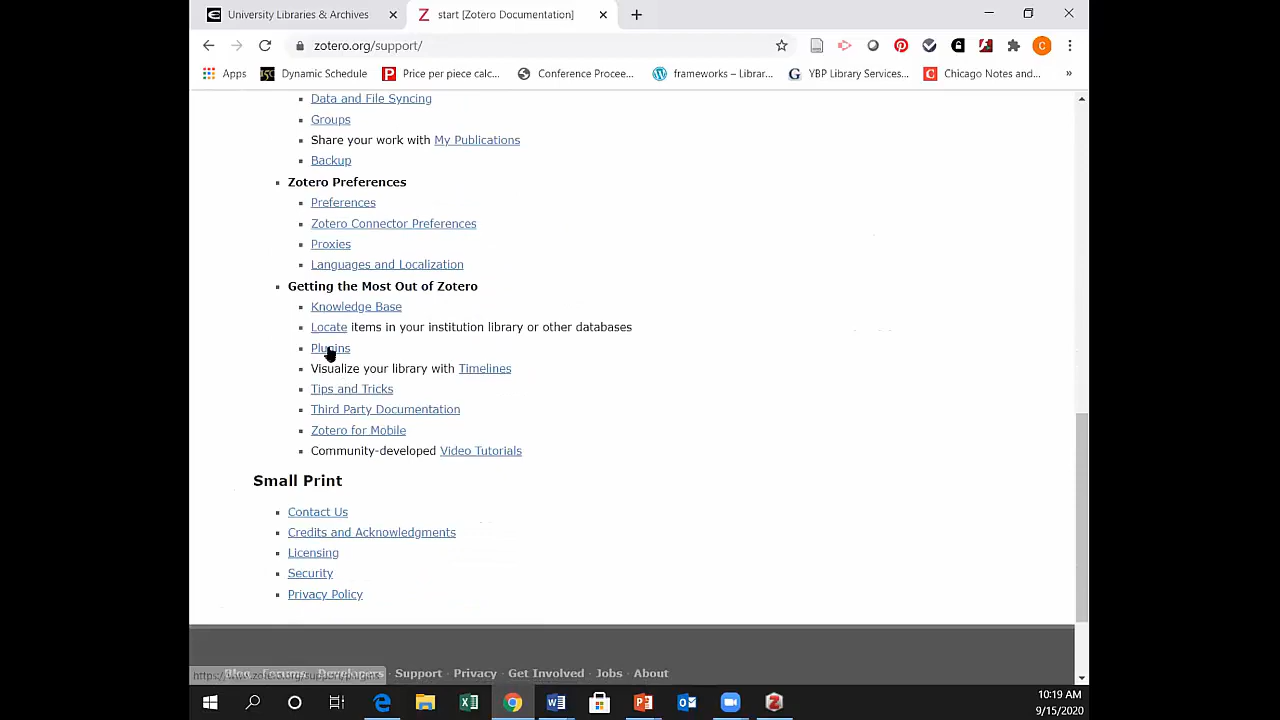 University Libraries & Archives
start [Zotero Documentation]
zotero.org/support/
Apps
Dynamic Schedule
Price per piece calc...
Conference Procee...
frameworks – Librar...
YBP Library Services...
Chicago Notes and...
»
Data and File Syncing
Groups
Share your work with My Publications
Backup
Zotero Preferences
Preferences
Zotero Connector Preferences
Proxies
Languages and Localization
Getting the Most Out of Zotero
Knowledge Base
Locate items in your institution library or other databases
Plugins
Visualize your library with Timelines
Tips and Tricks
Third Party Documentation
Zotero for Mobile
Community-developed Video Tutorials
Small Print
Contact Us
Credits and Acknowledgments
Licensing
Security
Privacy Policy
Blog Forums Developers Support Privacy Get Involved Jobs About
10:19 AM
9/15/2020